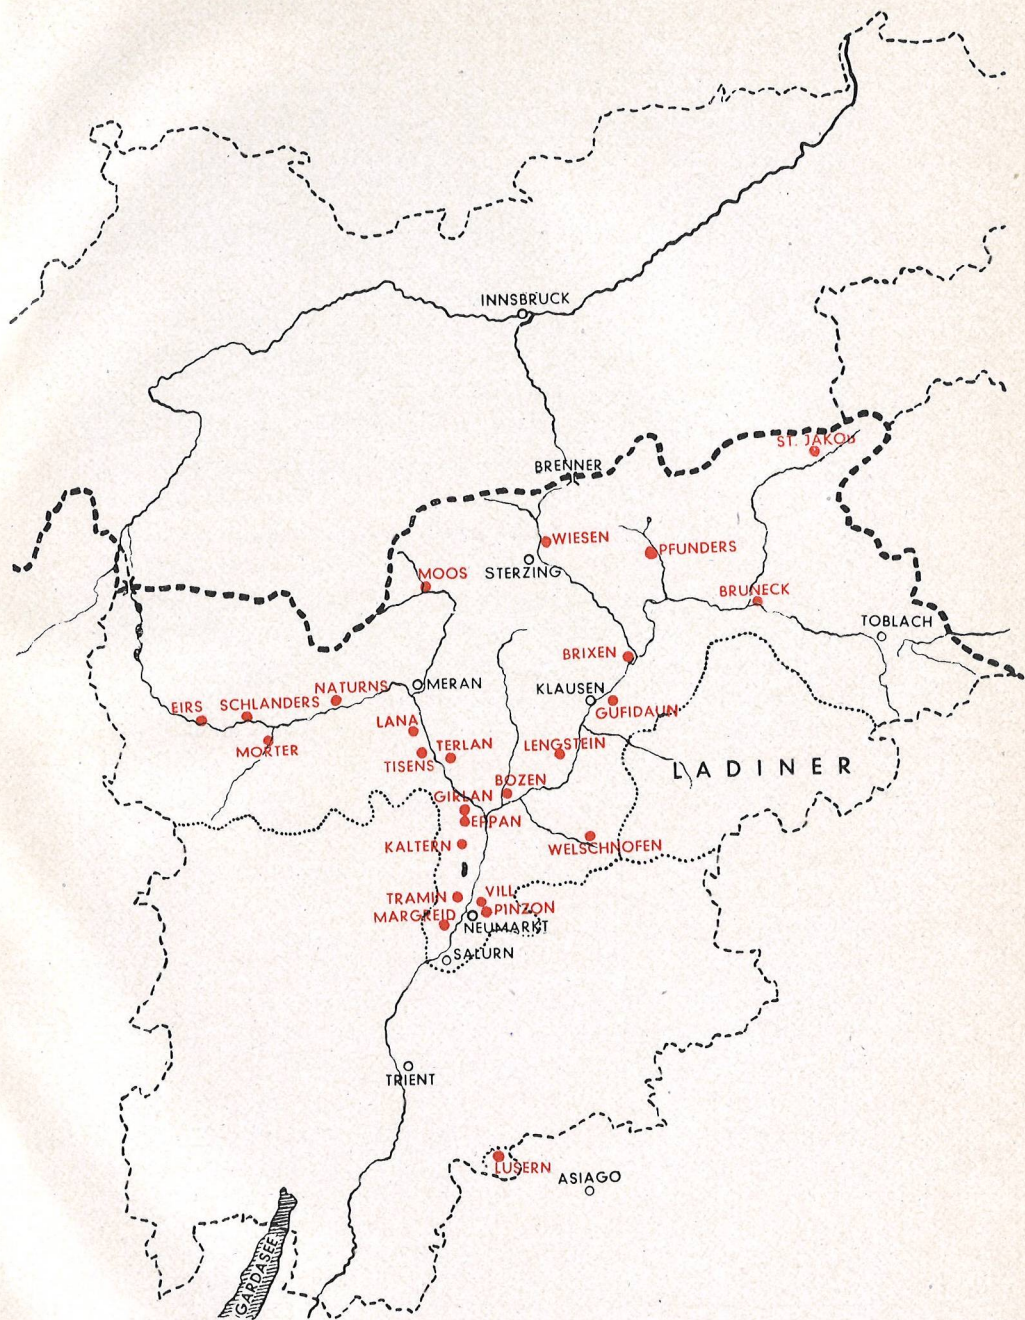 INNSBRUCK
ST. JAKOB
BRENNER
WIESEN
PFUNDERS
STERZING
MOOS
BRUNECK
TOBLACH
BRIXEN
MERAN
KLAUSEN
NATURNS
EIRS
SCHLANDERS
GUFIDAUN
LANA
MORTER
TERLAN
LENGSTEIN
TISENS
LADINER
BOZEN
GIRLAN
EPPAN
KALTERN
WELSCHNOFEN
TRAMIN
VILL
MARGREID
PINZON
NEUMARKT
SALURN
TRIENT
LUSERN
ASIAGO
GARDASEE